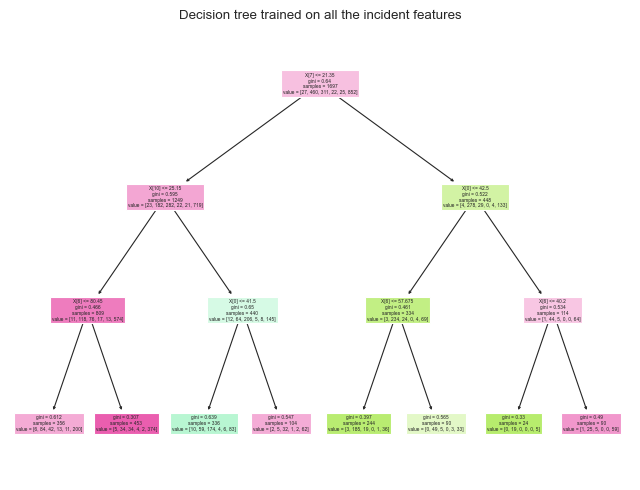 Decision tree trained on all the incident features
X[7] <= 21.35
gini = 0.64
samples = 1697
value = [27, 460, 311, 22, 25, 852]
X[10] <= 25.15
gini = 0.595
samples = 1249
value = [23, 182, 282, 22, 21, 719]
X[0] <= 42.5
gini = 0.522
samples = 448
value = [4, 278, 29, 0, 4, 133]
<= 80.45
gini = 0.466
samples = 809
value = [11, 118, 76, 17, 13, 574]
X[0] <= 41.5
gini = 0.65
samples = 440
value = [12, 64, 206, 5, 8, 145]
<= 57.675
gini = 0.461
samples = 334
value = [3, 234, 24, 0, 4, 69]
<= 40.2
gini = 0.534
samples = 114
value = [1, 44, 5, 0, 0, 64]
gini = 0.612
samples = 356
value = [6, 84, 42, 13, 11, 200]
gini = 0.307
samples = 453
value = [5, 34, 34, 4, 2, 374]
gini = 0.639
samples = 336
value = [10, 59, 174, 4, 6, 83]
gini = 0.547
samples = 104
value = [2, 5, 32, 1, 2, 62]
gini = 0.397
samples = 244
value = [3, 185, 19, 0, 1, 36]
gini = 0.565
samples = 90
value = [0, 49, 5, 0, 3, 33]
gini = 0.33
samples = 24
value = [0, 19, 0, 0, 0, 5]
gini = 0.49
samples = 90
value = [1, 25, 5, 0, 0, 59]